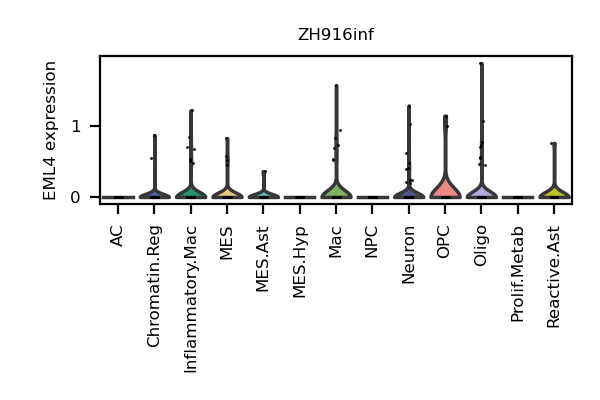 ZH916inf
EML4 expression
1
0
AC
Chromatin.Reg
Inflammatory.Mac
MES
MES.Ast
MES.Hyp
Mac
NPC
Neuron
OPC
Oligo
Prolif.Metab
Reactive.Ast